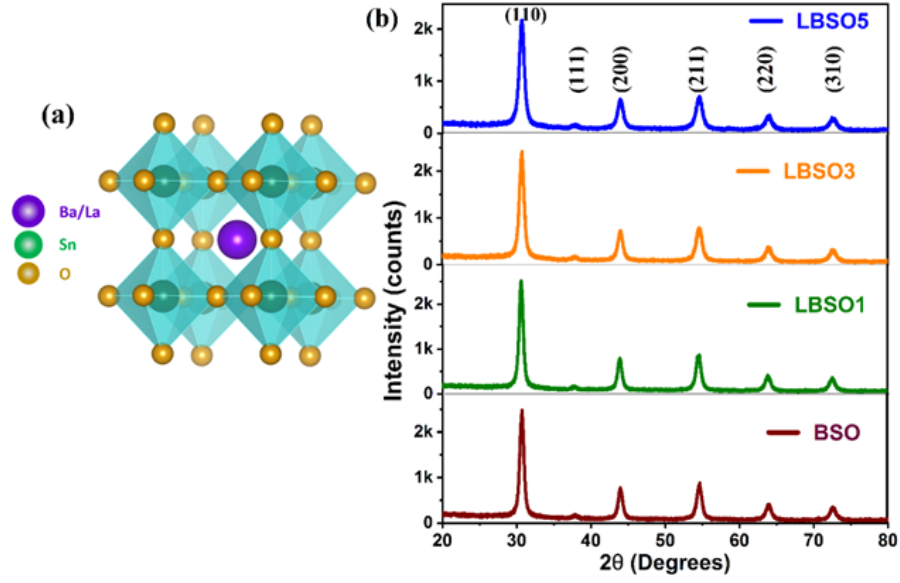 (a)
Ba/La
Sn
O
(b)
Intensity (counts)
LBSO5
(110)
(111)
(200)
(211)
(220)
(310)
2k
1k
0
LBSO3
2k
1k
0
LBSO1
2k
1k
0
BSO
2k
1k
0
20 30 40 50 60 70 80
2θ (Degrees)